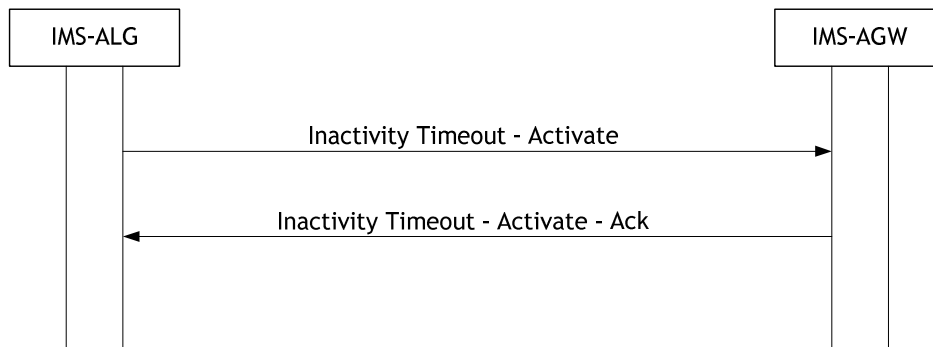 IMS-ALG
IMS-AGW
Inactivity Timeout - Activate
Inactivity Timeout - Activate - Ack